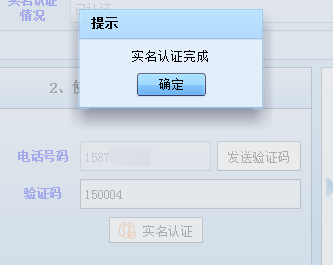 实名认证
情况
已认证
提示
实名认证完成
确定
2、
电话号码
1587
发送验证码
验证码
150004
实名认证